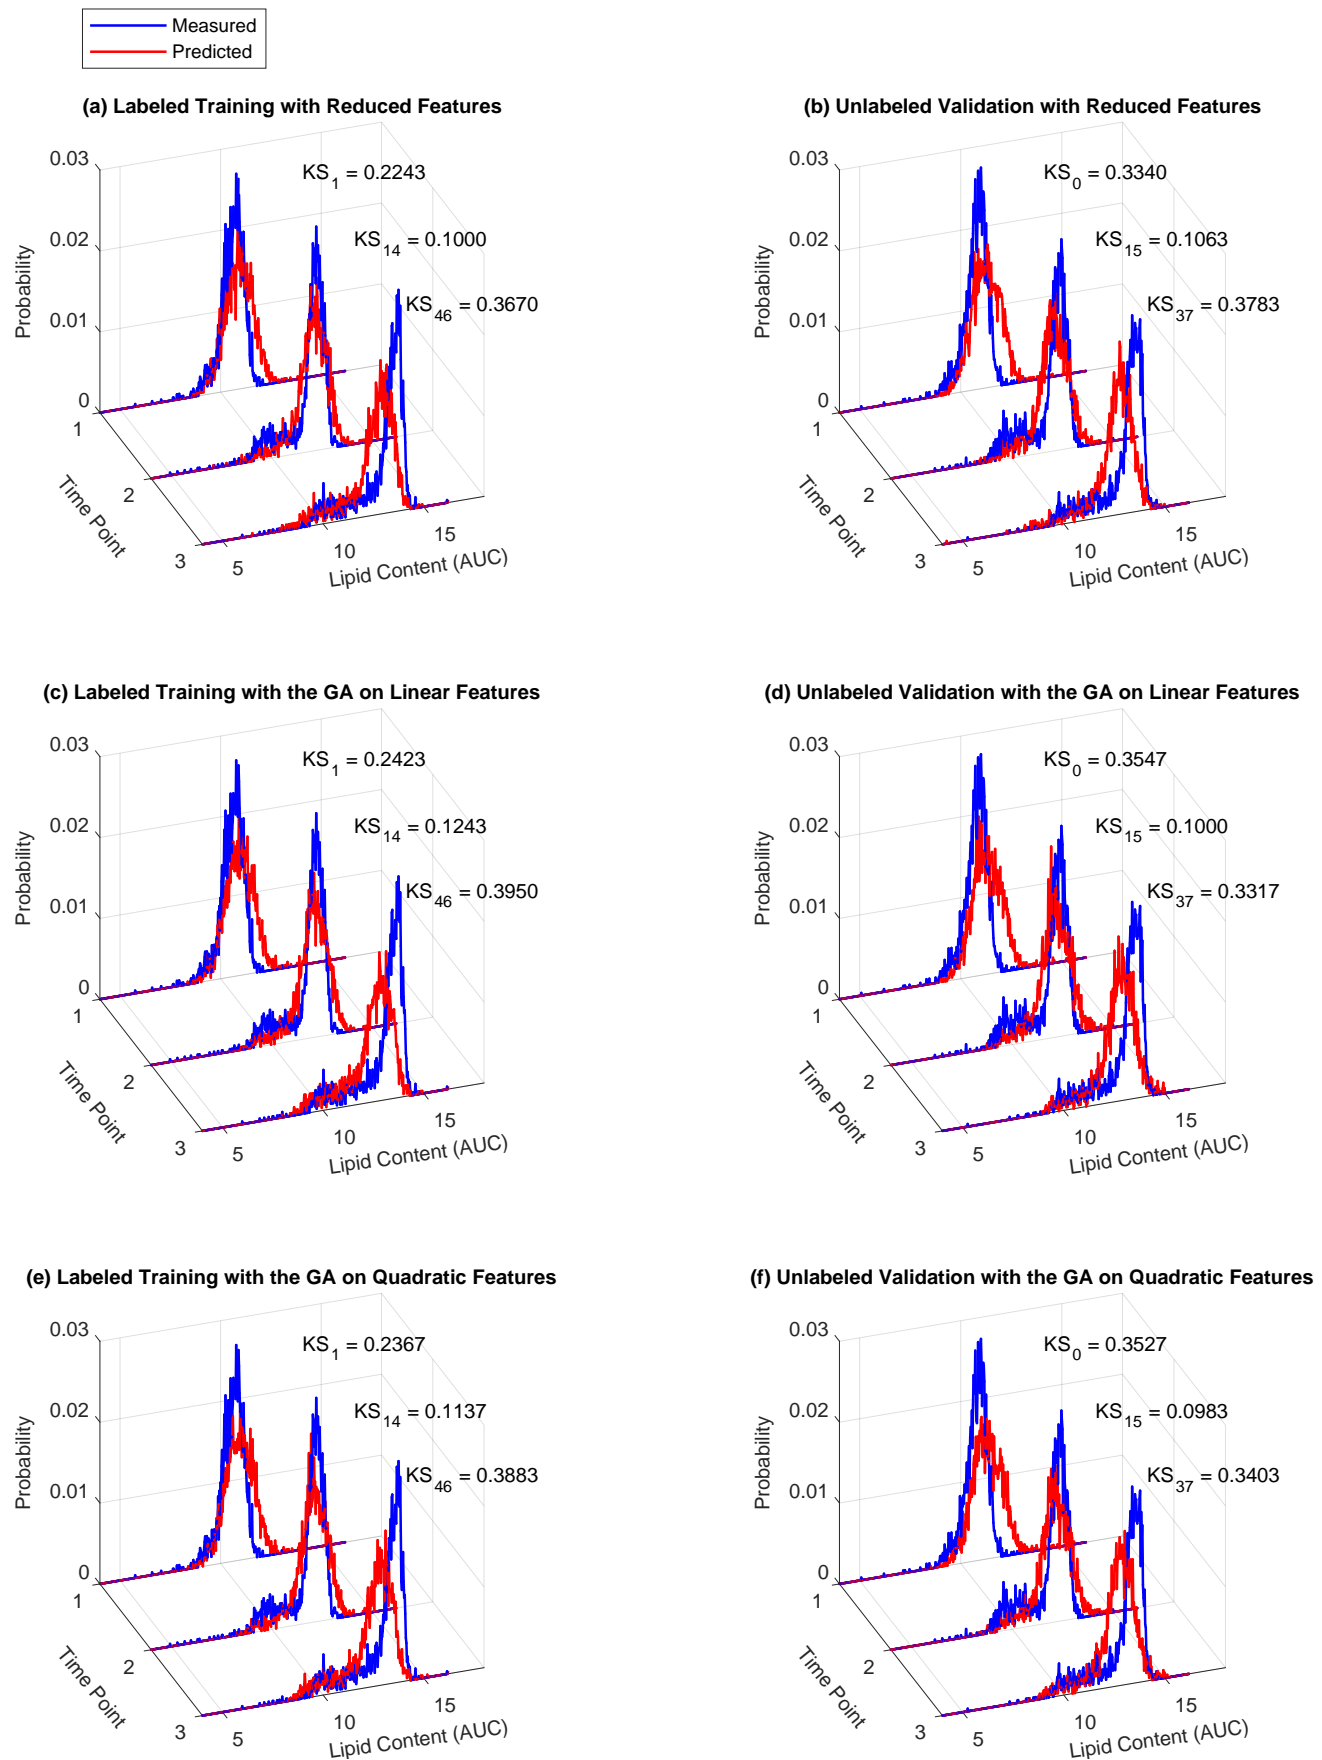 Measured
Predicted
(a) Labeled Training with Reduced Features
KS1 = 0.2243
KS14 = 0.1000
KS46 = 0.3670
0.03
0.02
0.01
0
Probability
1
2
3
Time Point
5
10
15
Lipid Content (AUC)
(b) Unlabeled Validation with Reduced Features
KS0 = 0.3340
KS15 = 0.1063
KS37 = 0.3783
0.03
0.02
0.01
0
Probability
1
2
3
Time Point
5
10
15
Lipid Content (AUC)
(c) Labeled Training with the GA on Linear Features
KS1 = 0.2423
KS14 = 0.1243
KS46 = 0.3950
0.03
0.02
0.01
0
Probability
1
2
3
Time Point
5
10
15
Lipid Content (AUC)
(d) Unlabeled Validation with the GA on Linear Features
KS0 = 0.3547
KS15 = 0.1000
KS37 = 0.3317
0.03
0.02
0.01
0
Probability
1
2
3
Time Point
5
10
15
Lipid Content (AUC)
(e) Labeled Training with the GA on Quadratic Features
KS1 = 0.2367
KS14 = 0.1137
KS46 = 0.3883
0.03
0.02
0.01
0
Probability
1
2
3
Time Point
5
10
15
Lipid Content (AUC)
(f) Unlabeled Validation with the GA on Quadratic Features
KS0 = 0.3527
KS15 = 0.0983
KS37 = 0.3403
0.03
0.02
0.01
0
Probability
1
2
3
Time Point
5
10
15
Lipid Content (AUC)